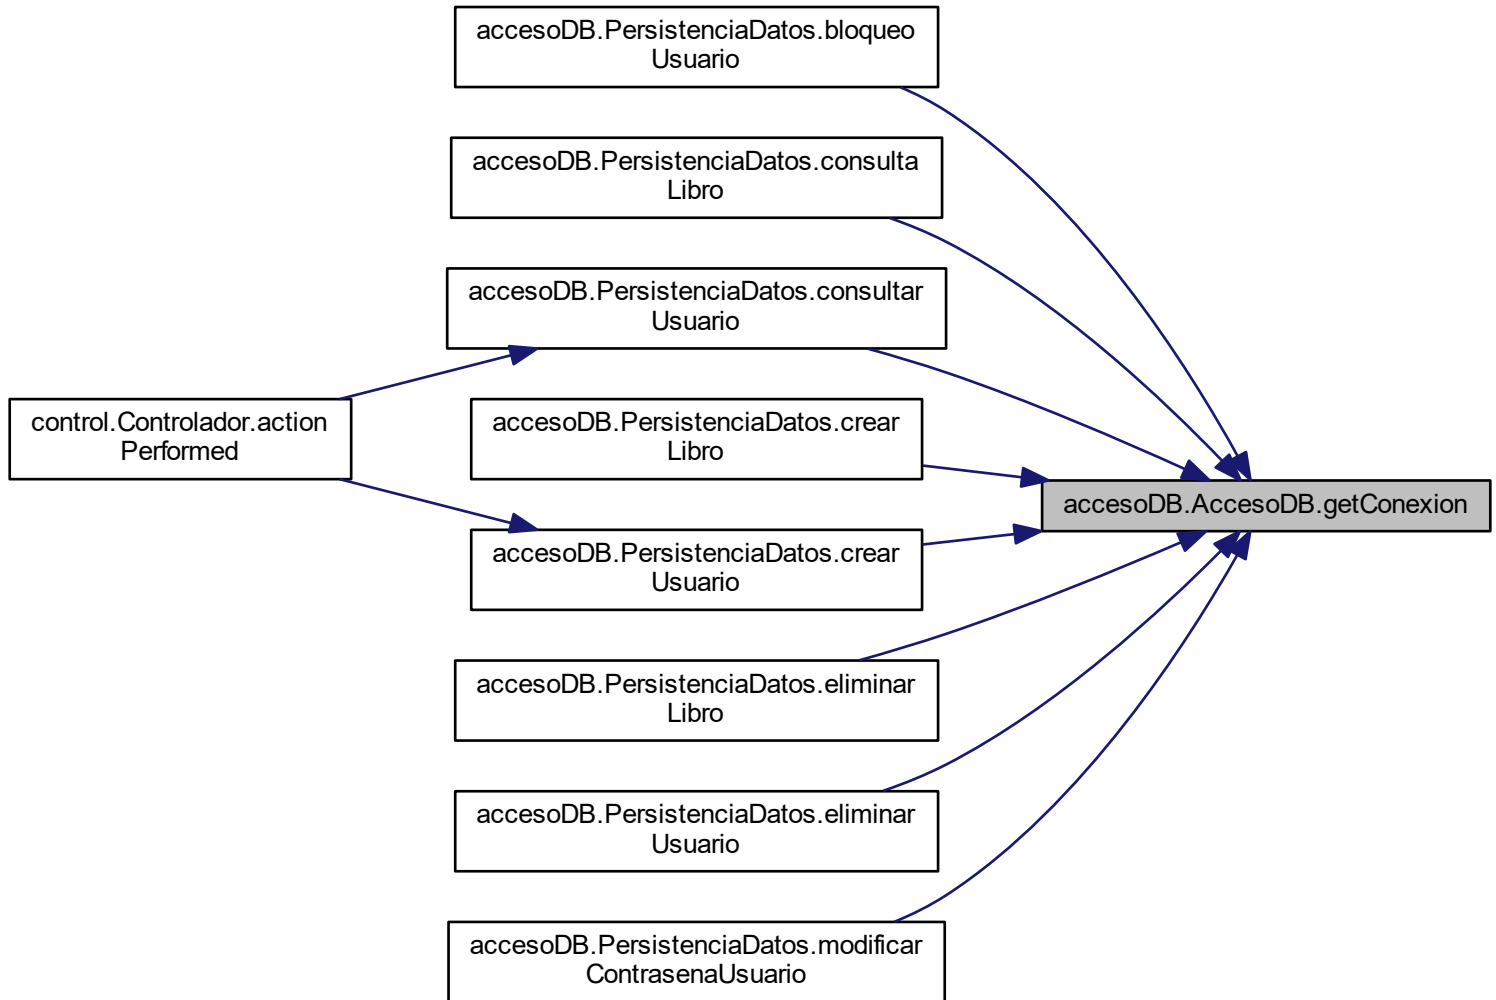 accesoDB.PersistenciaDatos.bloqueo
Usuario
accesoDB.PersistenciaDatos.consulta
Libro
accesoDB.PersistenciaDatos.consultar
Usuario
control.Controlador.action
Performed
accesoDB.PersistenciaDatos.crear
Libro
accesoDB.AccesoDB.getConexion
accesoDB.PersistenciaDatos.crear
Usuario
accesoDB.PersistenciaDatos.eliminar
Libro
accesoDB.PersistenciaDatos.eliminar
Usuario
accesoDB.PersistenciaDatos.modificar
ContrasenaUsuario